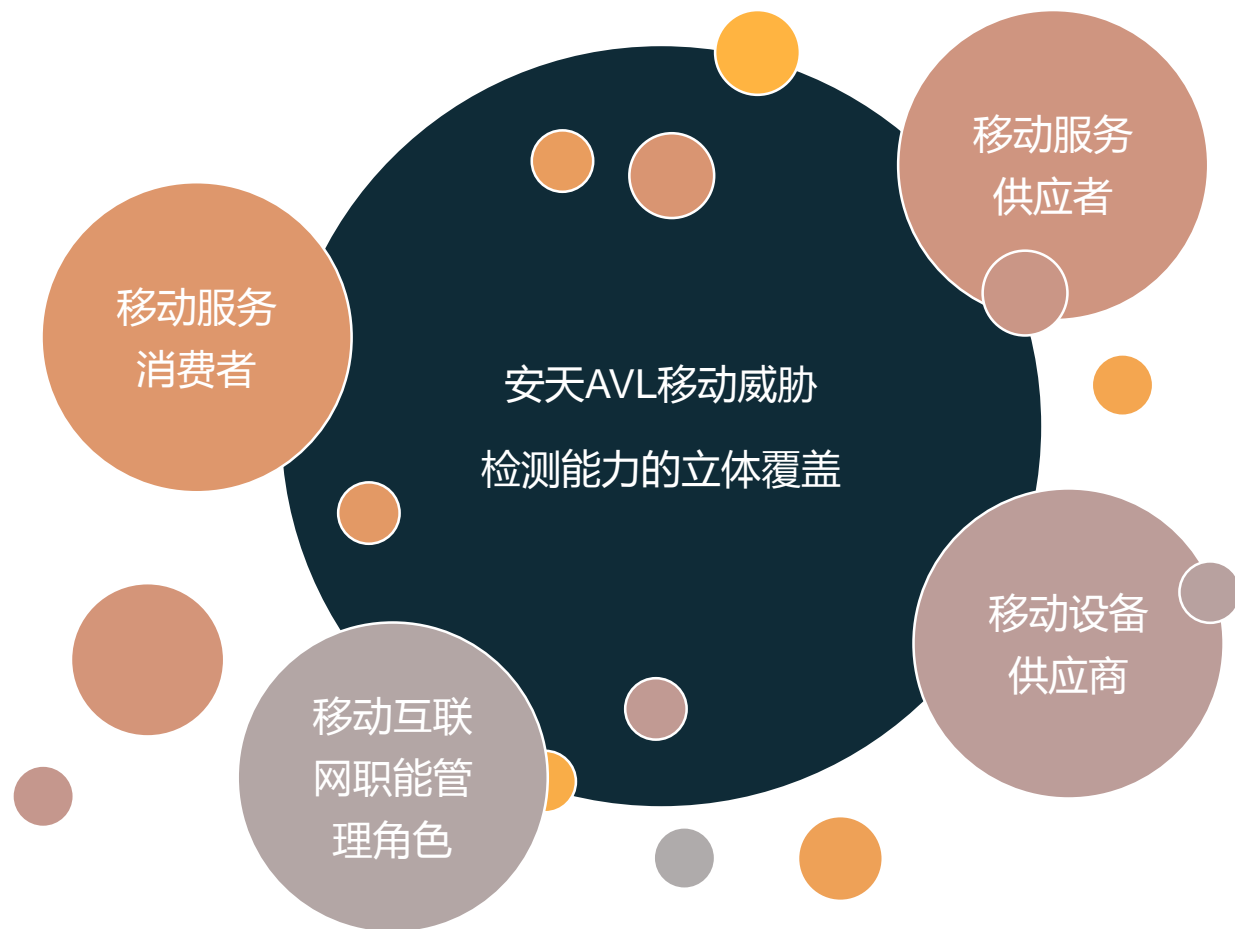 移动服务
供应者
移动服务
消费者
安天AVL移动威胁
检测能力的立体覆盖
移动设备
供应商
移动互联
网职能管
理角色